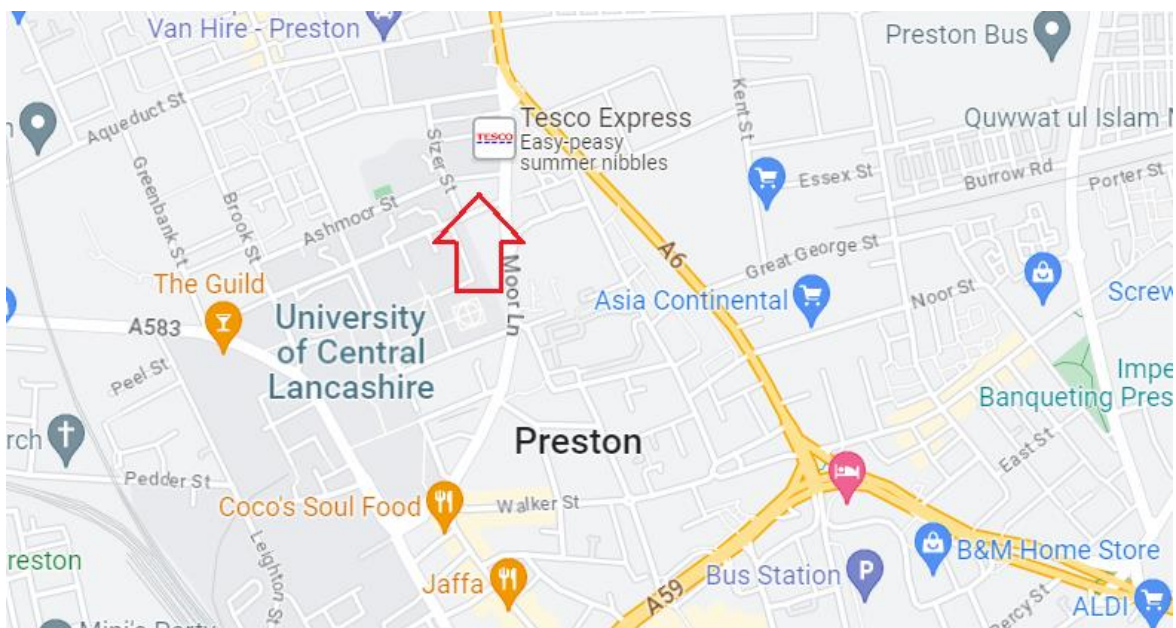 Van Hire - Preston
Preston Bus
Aqueduct St
Sizer St
TESCO
Tesco Express
Easy-peasy
summer nibbles
Kent St
Quwwat ul Islam
Essex St
Burrow Rd
Porter St
Greenbank St
Brook St
Ashmoor St
A6
Great George St
Moor Ln
The Guild
Asia Continental
Noor St
Screw
A583
University
of Central
Lancashire
Peel St
Impe
Banqueting Pres
rch
Preston
East St
Pedder St
Coco's Soul Food
Walker St
reston
Leighton St
Jaffa
A59
Bus Station
P
B&M Home Store
ercy St
ALDI